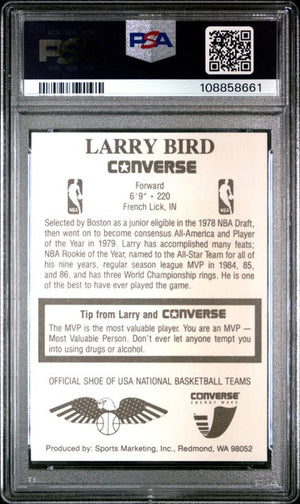 PSA
PSA
108858661
LARRY BIRD
CONVERSE
NBA
NBA
Forward
6'9" • 220
French Lick, IN
Selected by Boston as a junior eligible in the 1978 NBA Draft,
then went on to become consensus All-America and Player
of the Year in 1979. Larry has accomplished many feats;
NBA Rookie of the Year, named to the All-Star Team for all
of his nine years, regular season league MVP in 1984, 85,
and 86, and has three World Championship rings. He is one
of the best to have ever played the game.
Tip from Larry and CONVERSE
The MVP is the most valuable player. You are an MVP —
Most Valuable Person. Don't ever let anyone tempt you
into using drugs or alcohol.
OFFICIAL SHOE OF USA NATIONAL BASKETBALL TEAMS
CONVERSE
ENERGY WAVE
Produced by: Sports Marketing, Inc., Redmond, WA 98052